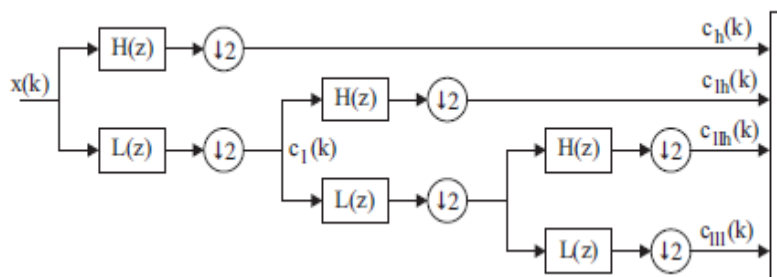 c_h(k)
H(z) ↓2
x(k)
c_lh(k)
H(z) ↓2
c_llh(k)
L(z) ↓2 c_l(k) H(z) ↓2
L(z) ↓2
c_lll(k)
L(z) ↓2